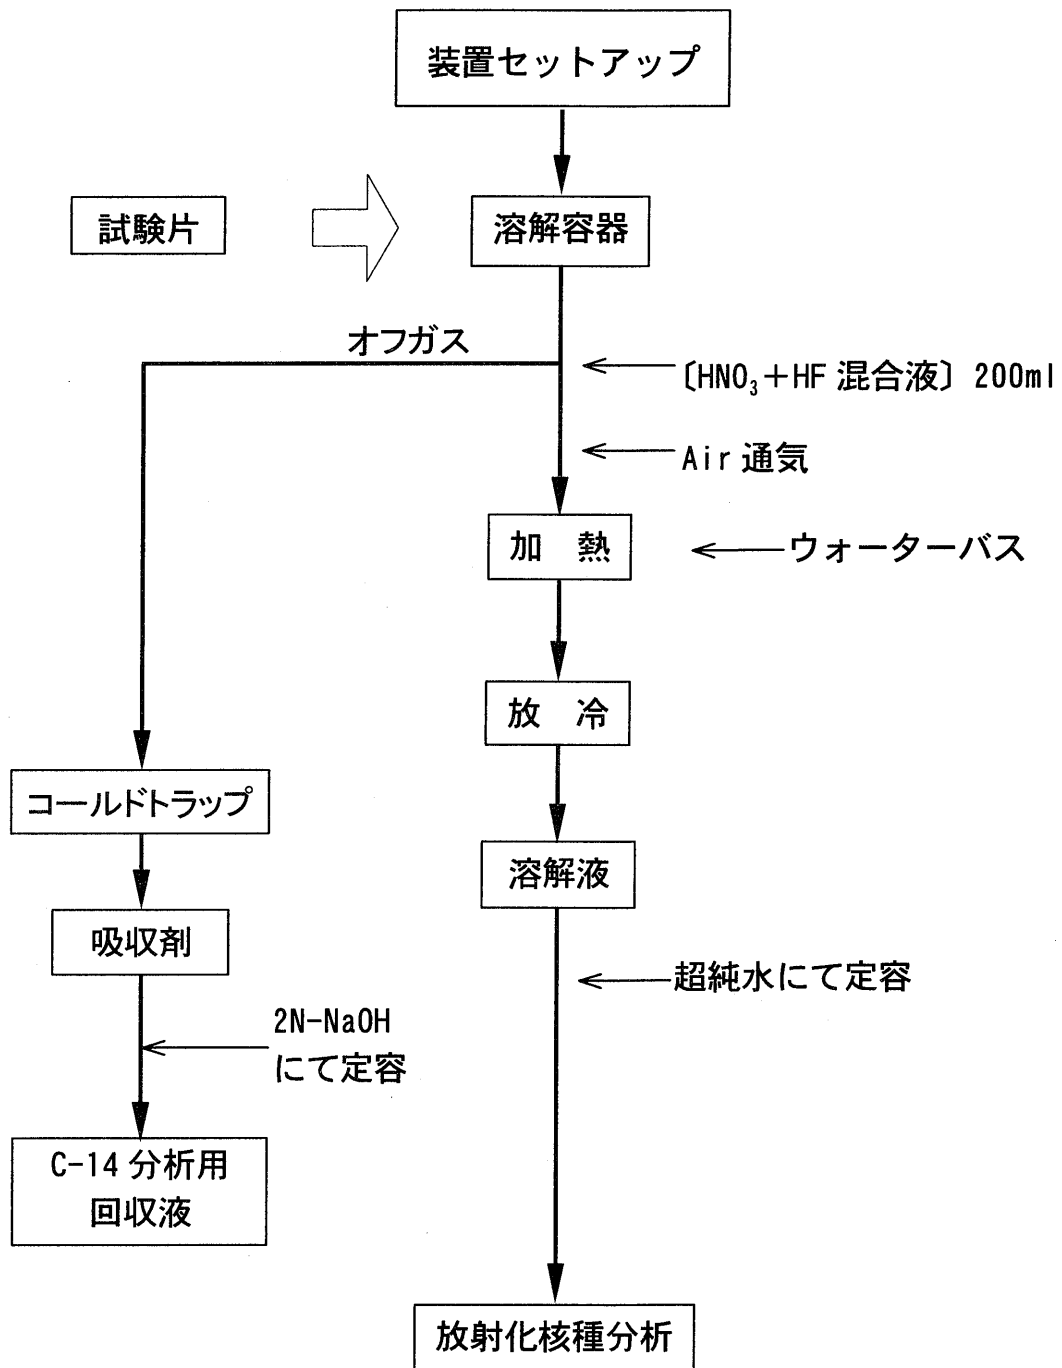 装置セットアップ
試験片
溶解容器
オフガス
〔HNO₃＋HF 混合液〕 200ml
Air 通気
加　熱
ウォーターバス
放　冷
コールドトラップ
溶解液
吸収剤
超純水にて定容
2N-NaOH
にて定容
C-14 分析用
回収液
放射化核種分析